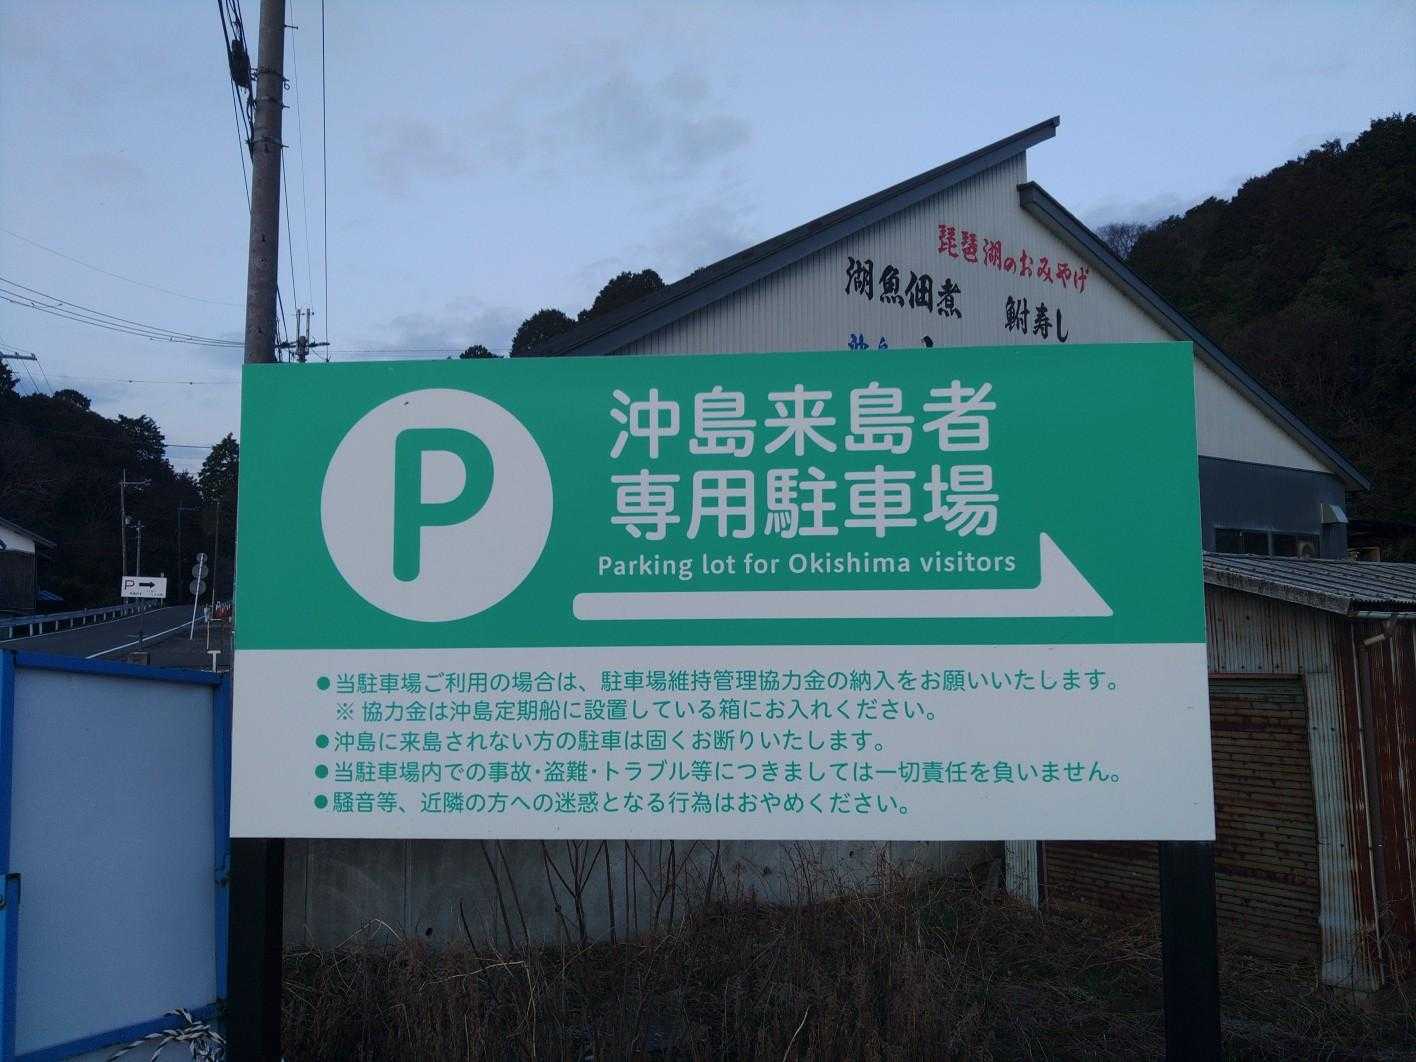 琵琶湖のおみやげ
湖魚佃煮 鮒寿し
P
沖島来島者
専用駐車場
Parking lot for Okishima visitors
P
●当駐車場ご利用の場合は、駐車場維持管理協力金の納入をお願いいたします。
※ 協力金は沖島定期船に設置している箱にお入れください。
●沖島に来島されない方の駐車は固くお断りいたします。
●当駐車場内での事故・盗難・トラブル等につきましては一切責任を負いません。
●騒音等、近隣の方への迷惑となる行為はおやめください。